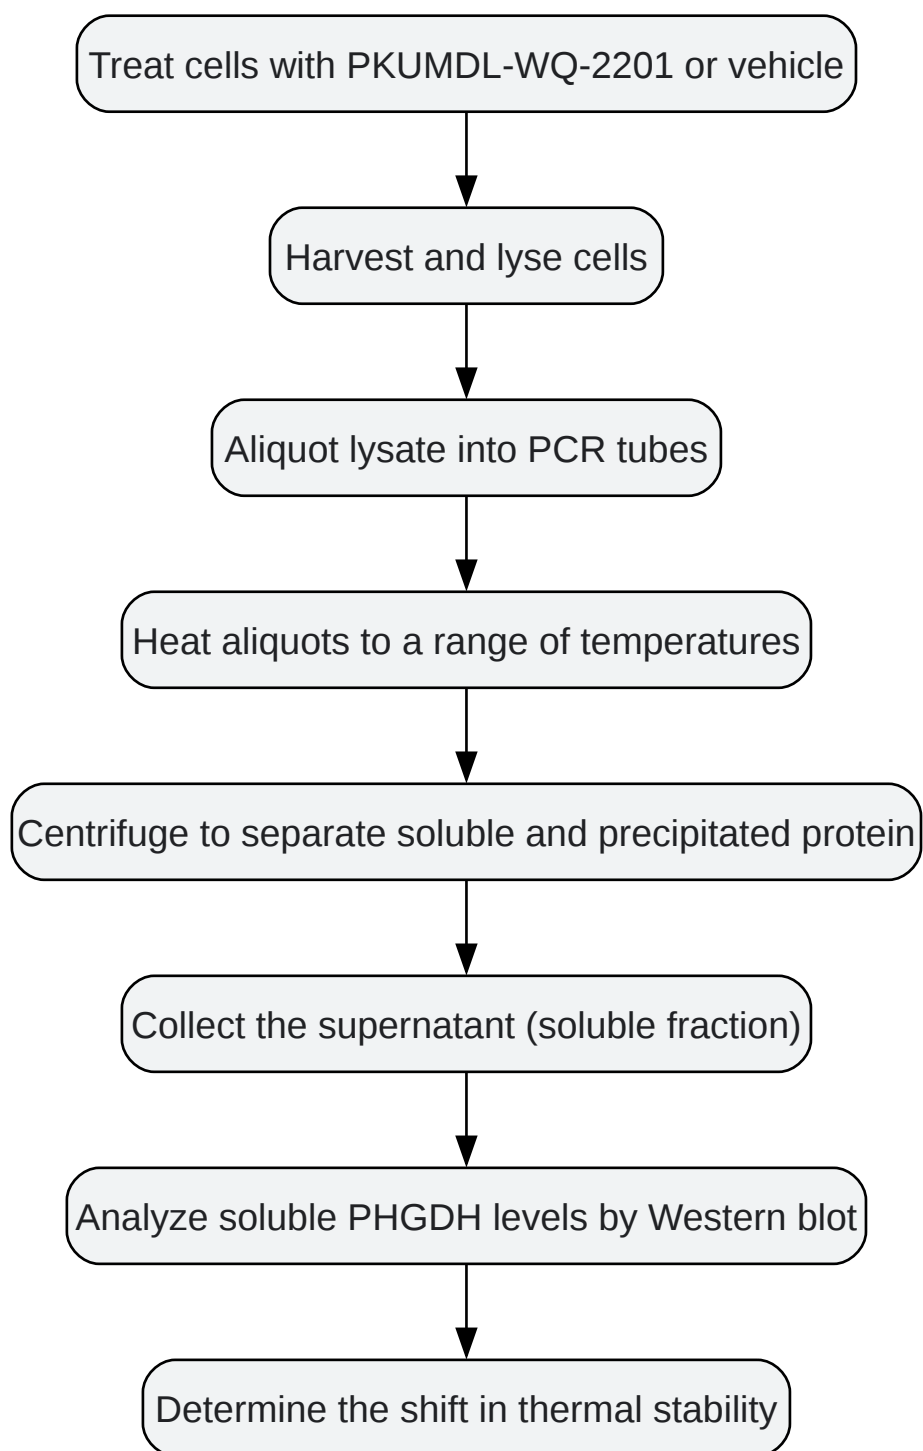 Treat cells with PKUMDL-WQ-2201 or vehicle
Harvest and lyse cells
Aliquot lysate into PCR tubes
Heat aliquots to a range of temperatures
Centrifuge to separate soluble and precipitated protein
Collect the supernatant (soluble fraction)
Analyze soluble PHGDH levels by Western blot
Determine the shift in thermal stability